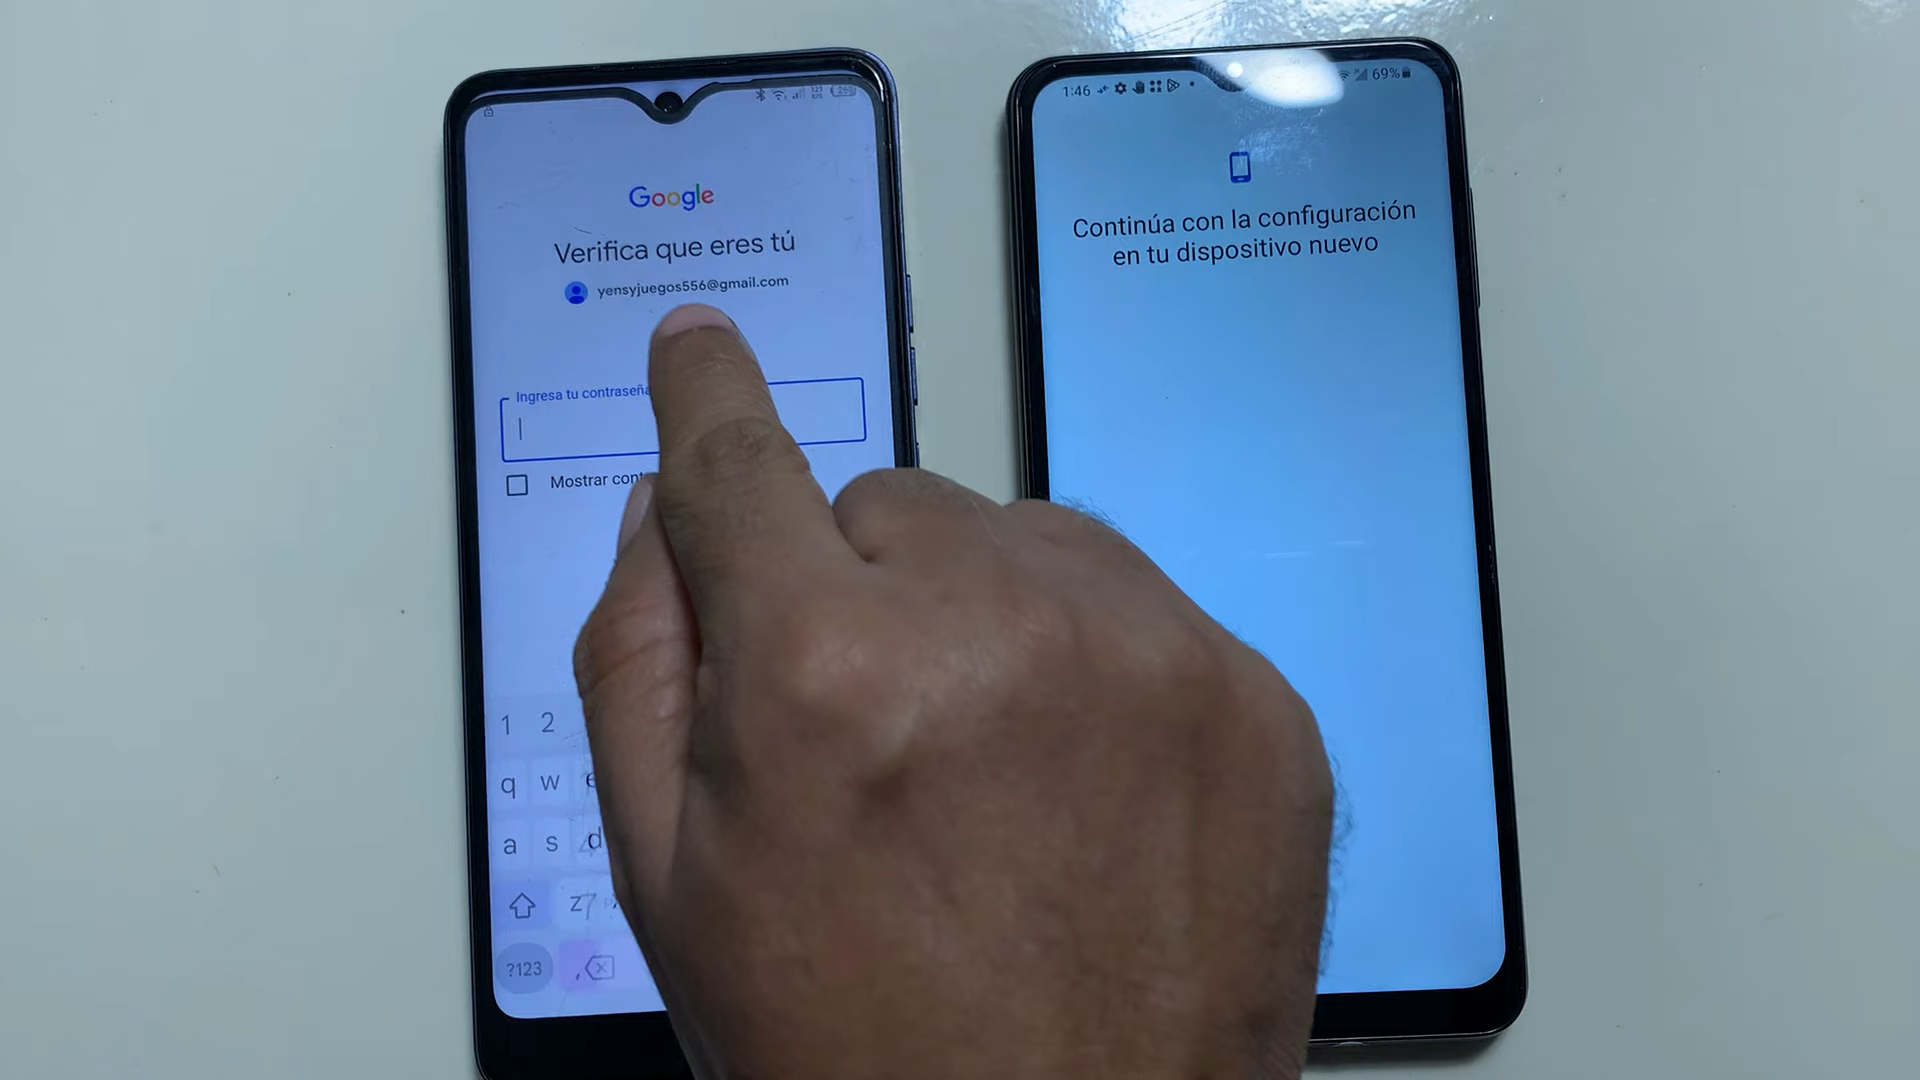 Google
Verifica que eres tú
yensyjuegos556@gmail.com
Ingresa tu contraseña
Mostrar cont
1 2
q w e
a s d
z
?123 ,
1:46
69%
Continúa con la configuración
en tu dispositivo nuevo